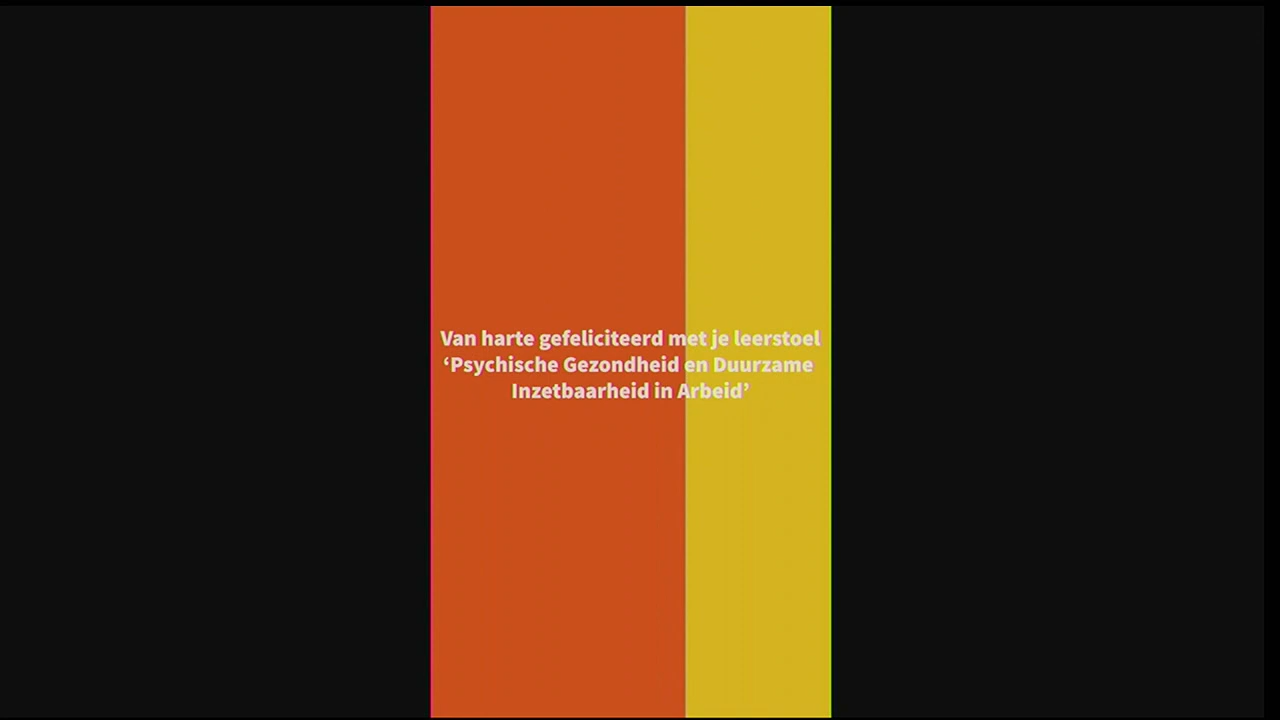 Van harte gefeliciteerd met je leerstoel
‘Psychische Gezondheid en Duurzame
Inzetbaarheid in Arbeid’